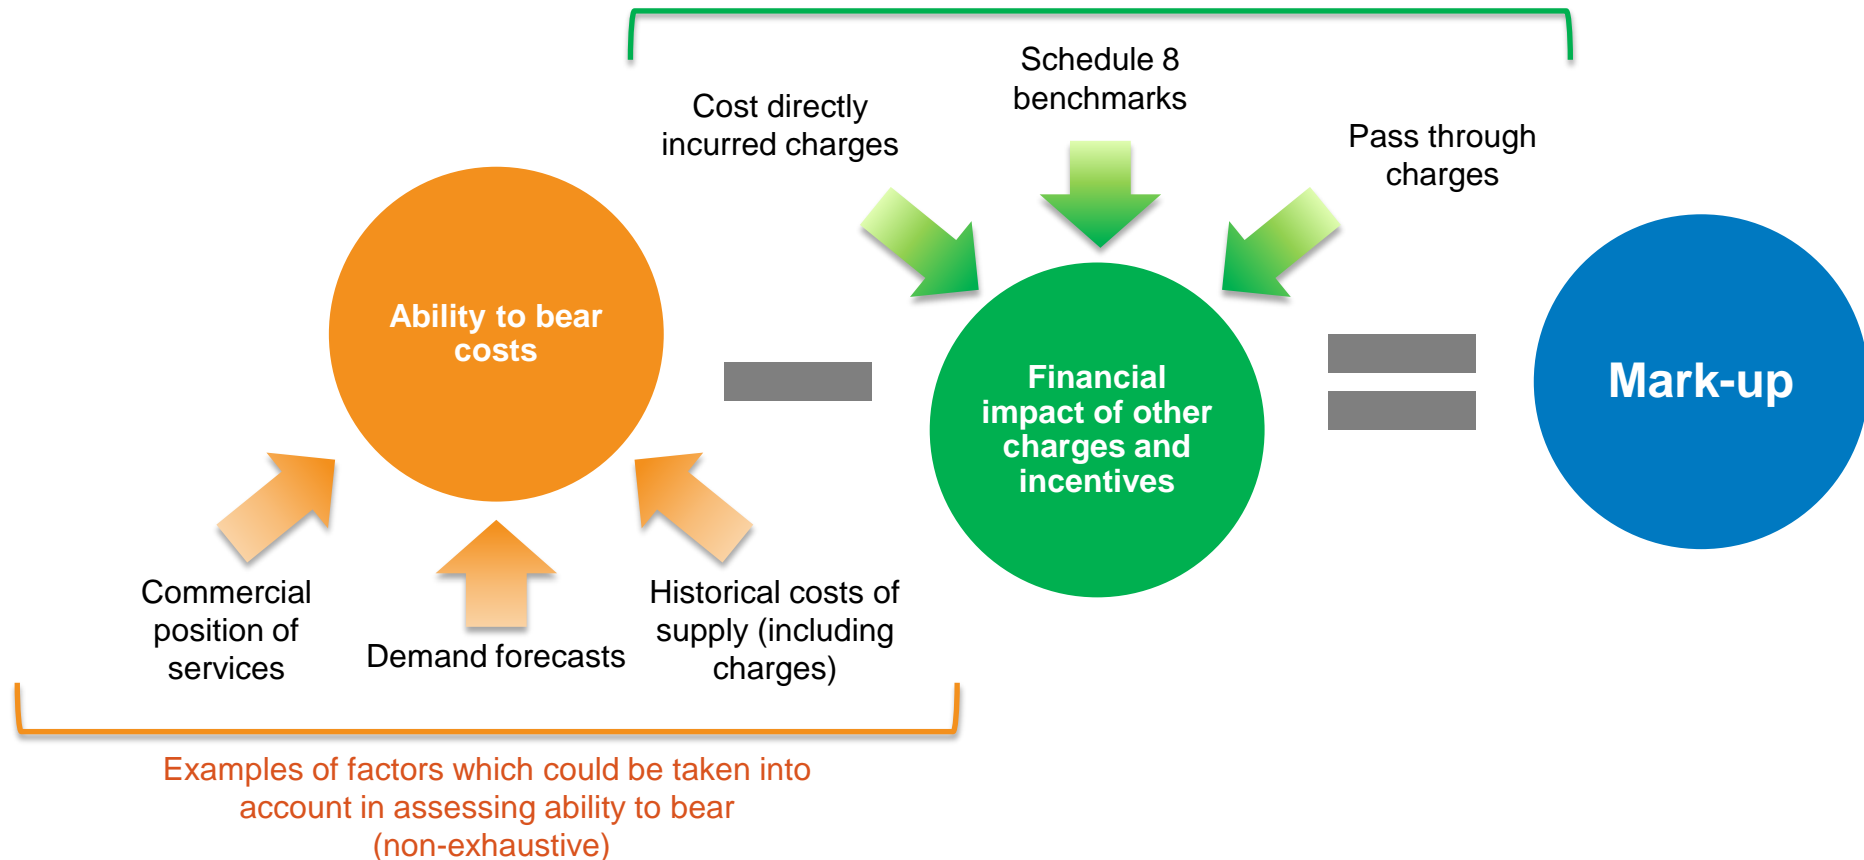 Schedule 8
benchmarks
Cost directly
incurred charges
Pass through
charges
Ability to bear
costs
Financial
impact of other
charges and
incentives
Mark-up
Commercial
position of
services
Demand forecasts
Historical costs of
supply (including
charges)
Examples of factors which could be taken into
account in assessing ability to bear
(non-exhaustive)